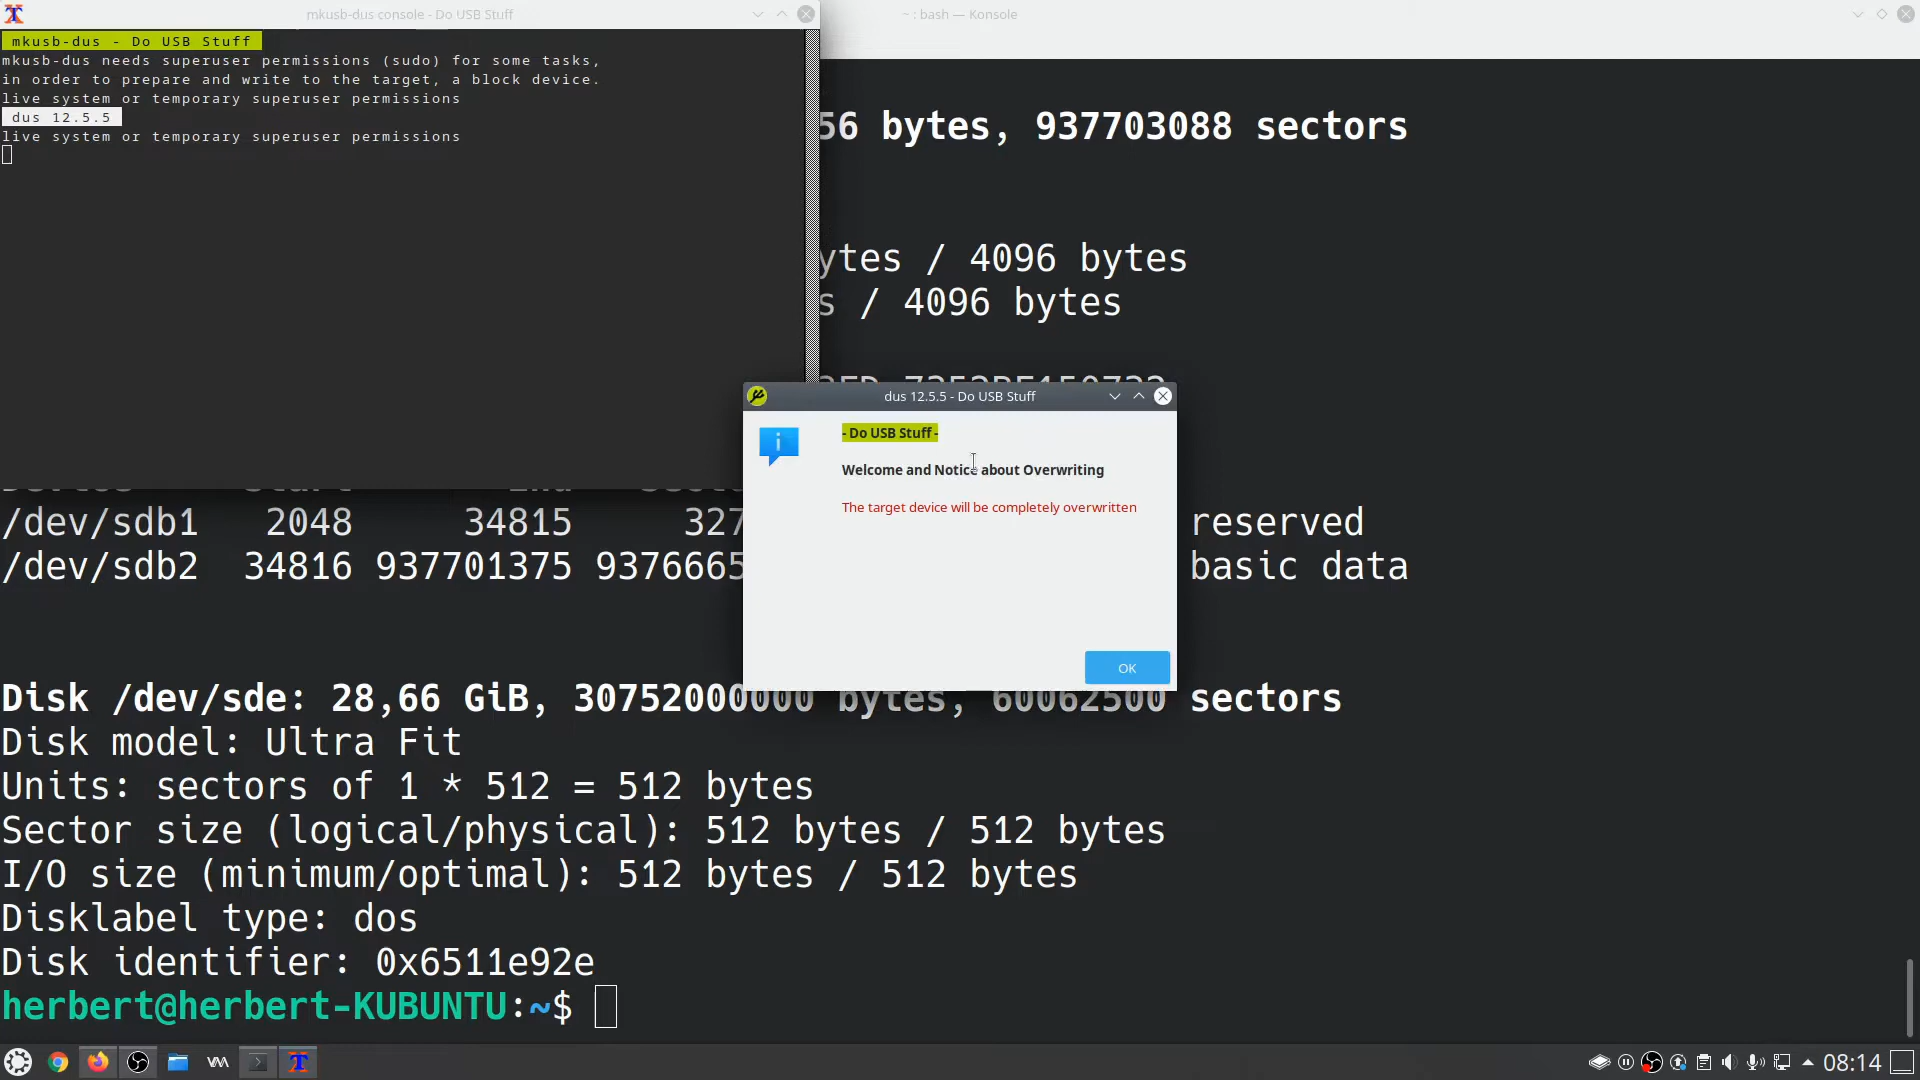 mkusb-dus console - Do USB Stuff
~ : bash — Konsole
mkusb-dus - Do USB Stuff
mkusb-dus needs superuser permissions (sudo) for some tasks,
in order to prepare and write to the target, a block device.
live system or temporary superuser permissions
dus 12.5.5
live system or temporary superuser permissions
56 bytes, 937703088 sectors
ytes / 4096 bytes
s / 4096 bytes
dus 12.5.5 - Do USB Stuff
- Do USB Stuff -
Welcome and Notice about Overwriting
The target device will be completely overwritten
OK
/dev/sdb1 2048 34815 327 reserved
/dev/sdb2 34816 937701375 9376665 basic data
Disk /dev/sde: 28,66 GiB, 30752000000 bytes, 60062500 sectors
Disk model: Ultra Fit
Units: sectors of 1 * 512 = 512 bytes
Sector size (logical/physical): 512 bytes / 512 bytes
I/O size (minimum/optimal): 512 bytes / 512 bytes
Disklabel type: dos
Disk identifier: 0x6511e92e
herbert@herbert-KUBUNTU:~$
08:14